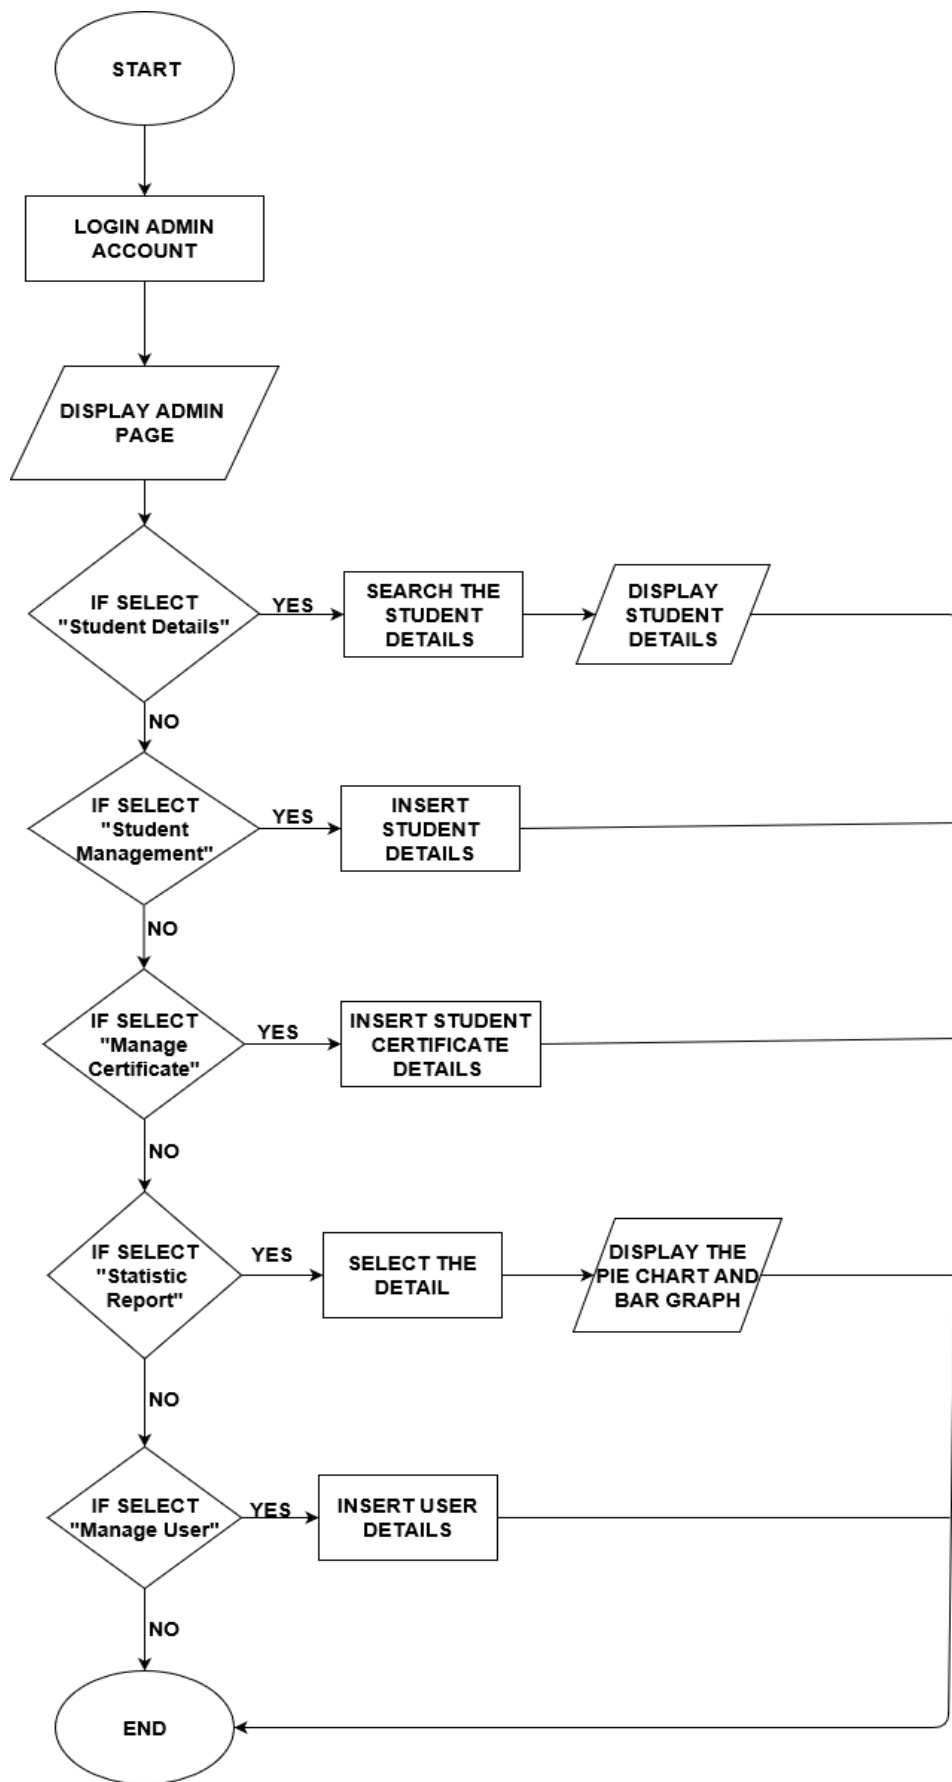 START
LOGIN ADMIN
ACCOUNT
DISPLAY ADMIN
PAGE
IF SELECT
"Student Details"
YES
SEARCH THE
STUDENT
DETAILS
DISPLAY
STUDENT
DETAILS
NO
IF SELECT
"Student
Management"
YES
INSERT
STUDENT
DETAILS
NO
IF SELECT
"Manage
Certificate"
YES
INSERT STUDENT
CERTIFICATE
DETAILS
NO
IF SELECT
"Statistic
Report"
YES
SELECT THE
DETAIL
DISPLAY THE
PIE CHART AND
BAR GRAPH
NO
IF SELECT
"Manage User"
YES
INSERT USER
DETAILS
NO
END